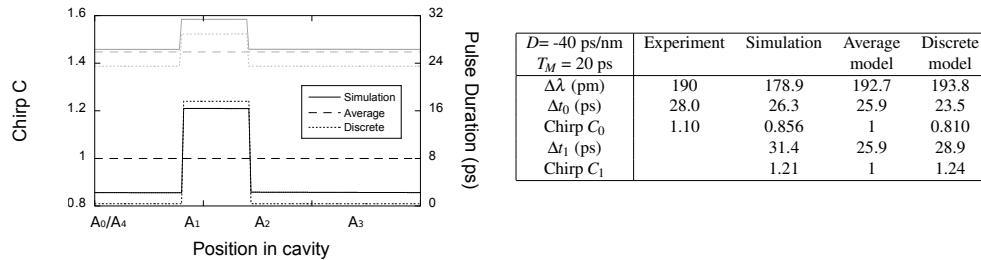 1.6
1.4
1.2
1
0.8
Chirp C
32
24
16
8
0
Pulse Duration (ps)
Simulation
Average
Discrete
A0/A4 A1 A2 A3
Position in cavity
D= -40 ps/nm Experiment Simulation Average Discrete
T_M = 20 ps model model
Δλ (pm) 190 178.9 192.7 193.8
Δt0 (ps) 28.0 26.3 25.9 23.5
Chirp C0 1.10 0.856 1 0.810
Δt1 (ps) 31.4 25.9 28.9
Chirp C1 1.21 1 1.24